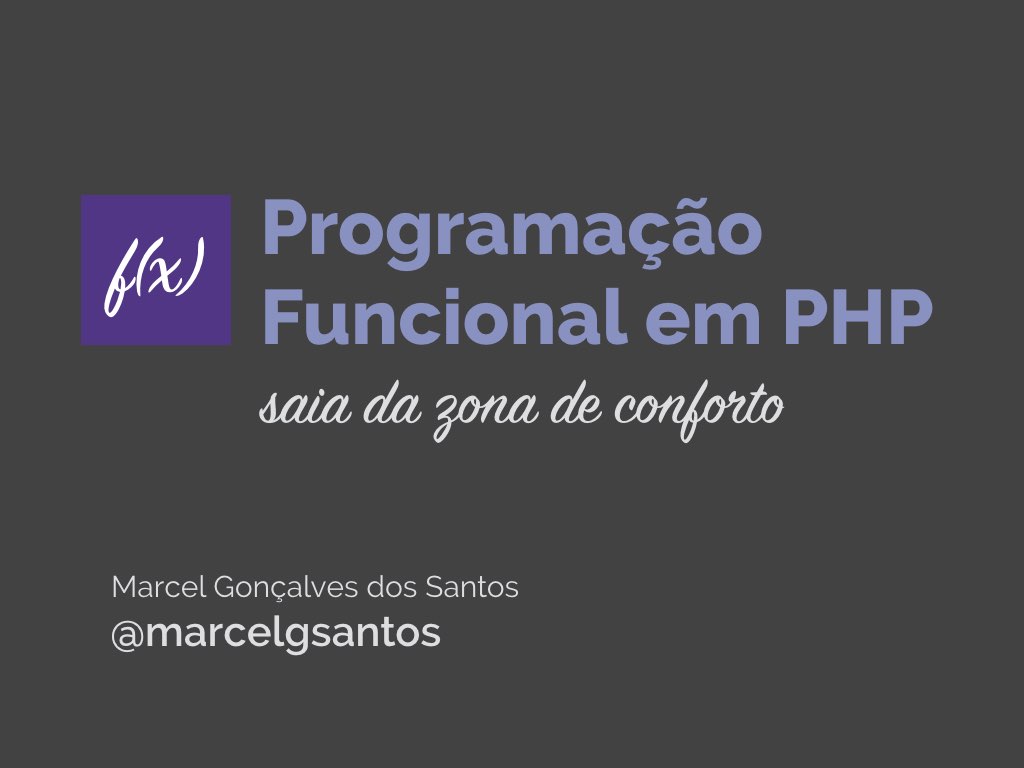 f(x)
Programação
Funcional em PHP
saia da zona de conforto
Marcel Gonçalves dos Santos
@marcelgsantos